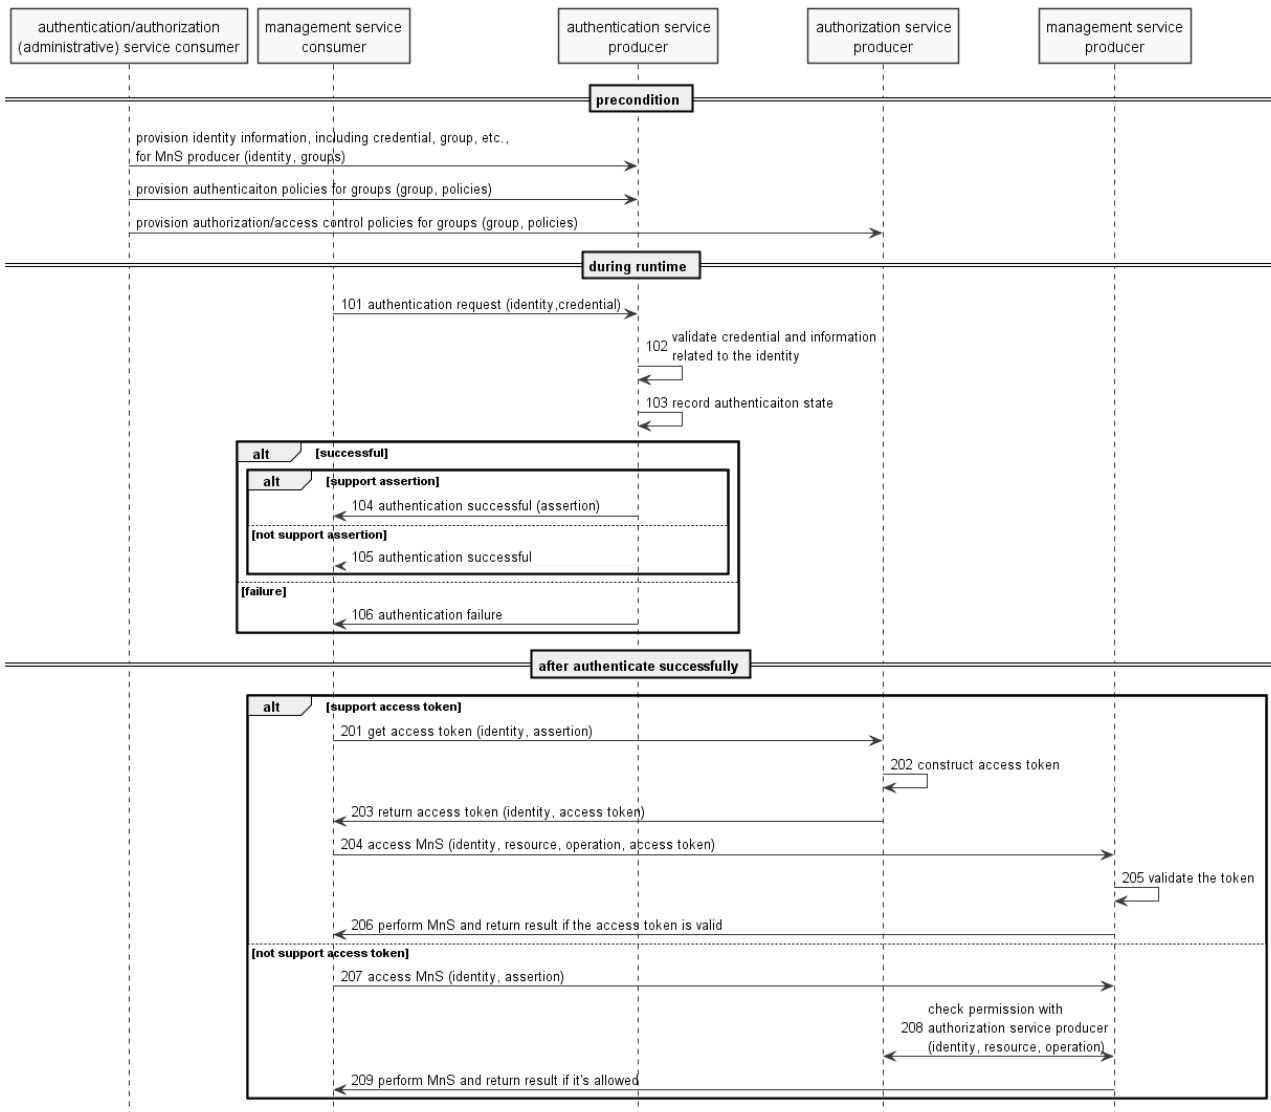 authentication/authorization
(administrative) service consumer
management service
consumer
authentication service
producer
authorization service
producer
management service
producer
precondition
provision identity information, including credential, group, etc.,
for MnS producer (identity, groups)
provision authenticaiton policies for groups (group, policies)
provision authorization/access control policies for groups (group, policies)
during runtime
101 authentication request (identity,credential)
validate credential and information
102
related to the identity
103 record authenticaiton state
alt [successful]
alt [support assertion]
104 authentication successful (assertion)
[not support assertion]
105 authentication successful
[failure]
106 authentication failure
after authenticate successfully
alt [support access token]
201 get access token (identity, assertion)
202 construct access token
203 return access token (identity, access token)
204 access MnS (identity, resource, operation, access token)
205 validate the token
206 perform MnS and return result if the access token is valid
[not support access token]
207 access MnS (identity, assertion)
check permission with
208 authorization service producer
(identity, resource, operation)
209 perform MnS and return result if it's allowed